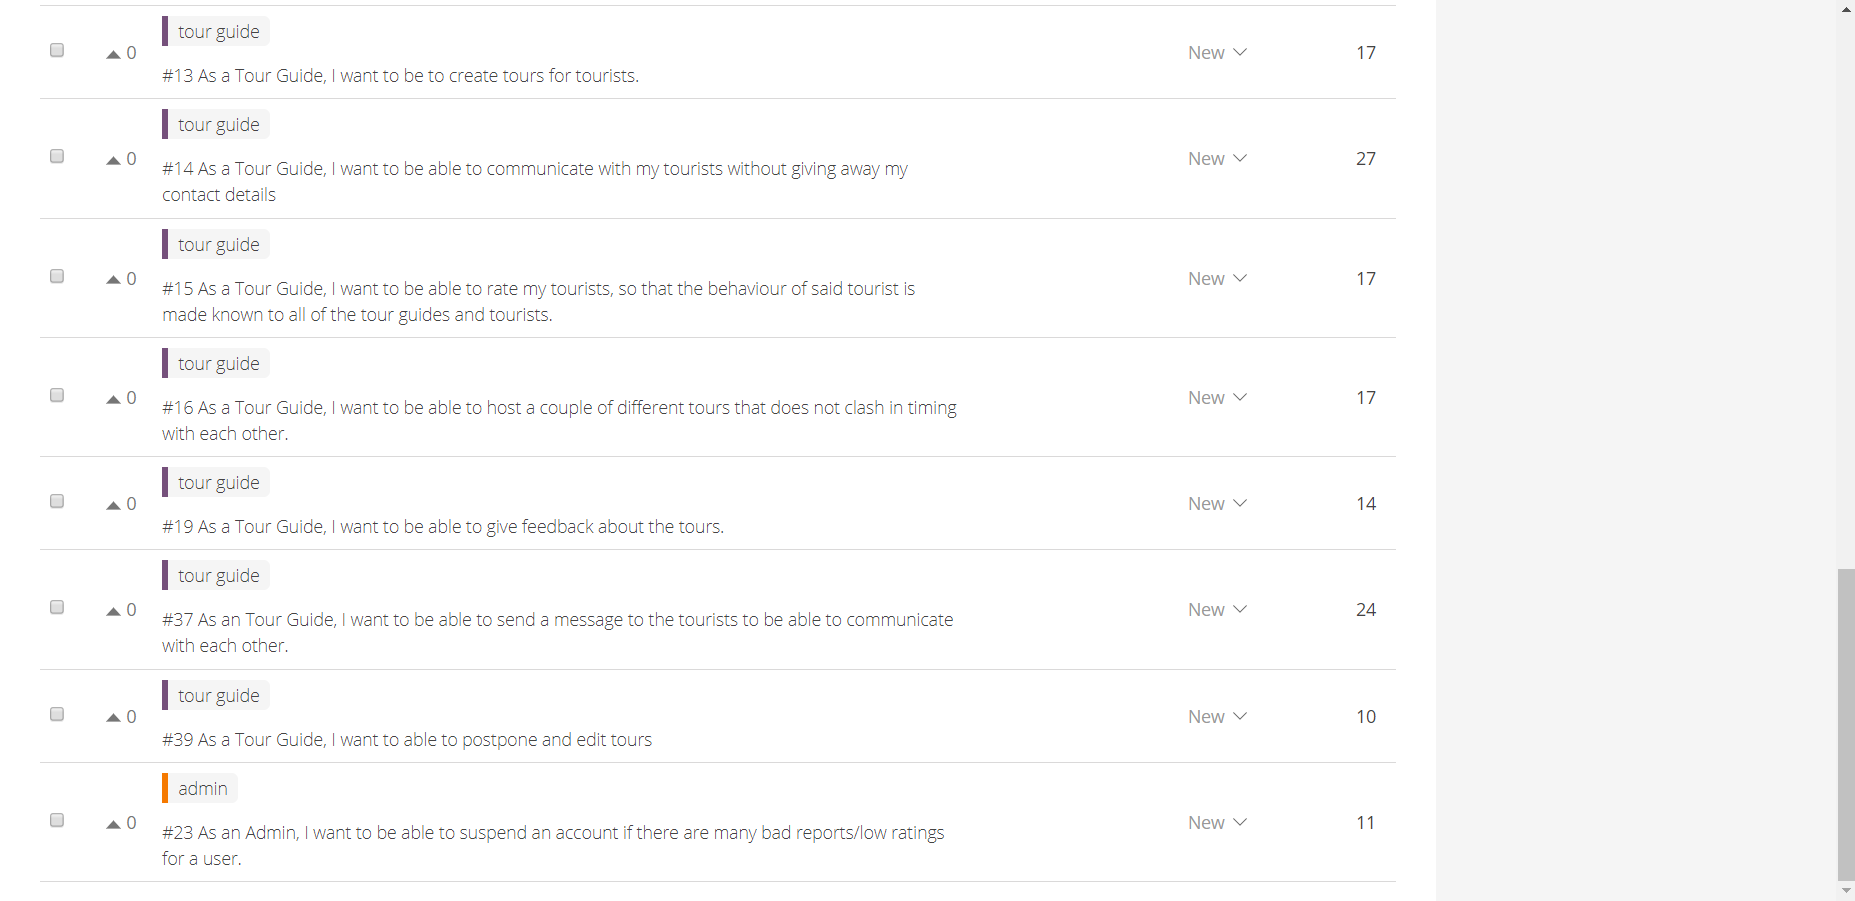 tour guide
0
#13 As a Tour Guide, I want to be to create tours for tourists.
New
17
tour guide
0
#14 As a Tour Guide, I want to be able to communicate with my tourists without giving away my
contact details
New
27
tour guide
0
#15 As a Tour Guide, I want to be able to rate my tourists, so that the behaviour of said tourist is
made known to all of the tour guides and tourists.
New
17
tour guide
0
#16 As a Tour Guide, I want to be able to host a couple of different tours that does not clash in timing
with each other.
New
17
tour guide
0
#19 As a Tour Guide, I want to be able to give feedback about the tours.
New
14
tour guide
0
#37 As an Tour Guide, I want to be able to send a message to the tourists to be able to communicate
with each other.
New
24
tour guide
0
#39 As a Tour Guide, I want to able to postpone and edit tours
New
10
admin
0
#23 As an Admin, I want to be able to suspend an account if there are many bad reports/low ratings
for a user.
New
11